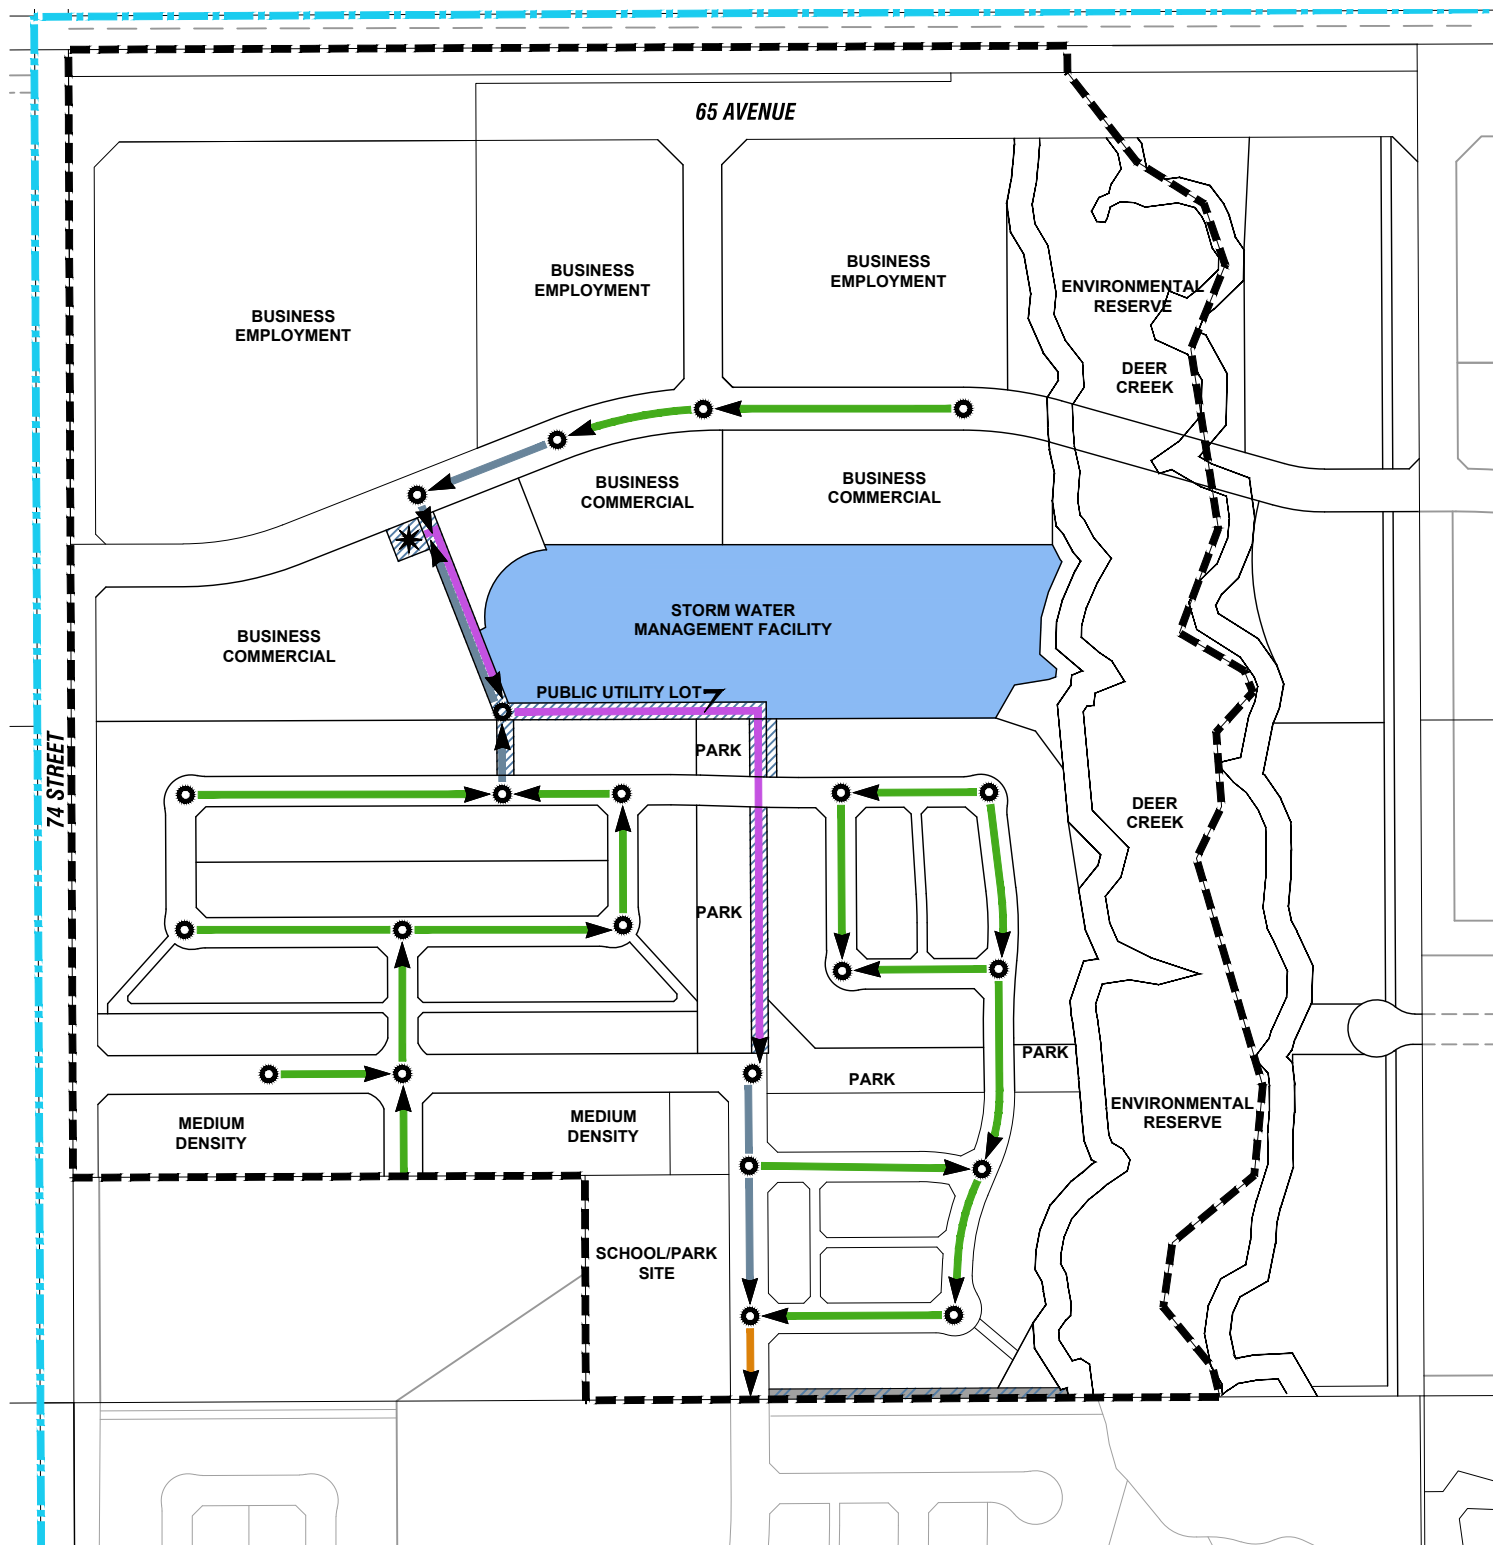 65 AVENUE
BUSINESS
EMPLOYMENT
BUSINESS
EMPLOYMENT
BUSINESS
EMPLOYMENT
ENVIRONMENTAL
RESERVE
DEER
CREEK
BUSINESS
COMMERCIAL
BUSINESS
COMMERCIAL
STORM WATER
MANAGEMENT FACILITY
BUSINESS
COMMERCIAL
PUBLIC UTILITY LOT
PARK
74 STREET
DEER
CREEK
PARK
PARK
PARK
ENVIRONMENTAL
RESERVE
MEDIUM
DENSITY
MEDIUM
DENSITY
SCHOOL/PARK
SITE